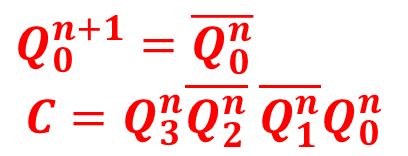 $Q_0^{n+1} = \overline{Q_0^n}$
$C = Q_3^n \overline{Q_2^n} \, \overline{Q_1^n} Q_0^n$